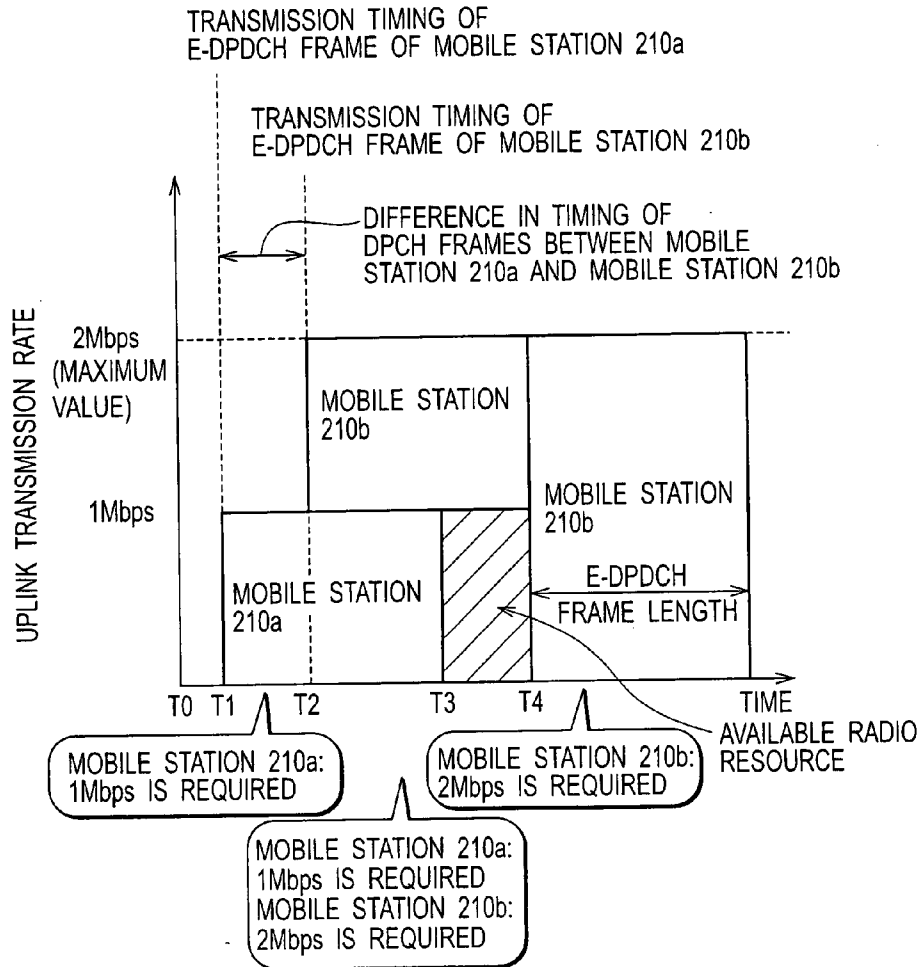 TRANSMISSION TIMING OF
E-DPDCH FRAME OF MOBILE STATION 210a
TRANSMISSION TIMING OF
E-DPDCH FRAME OF MOBILE STATION 210b
DIFFERENCE IN TIMING OF
DPCH FRAMES BETWEEN MOBILE
STATION 210a AND MOBILE STATION 210b
UPLINK TRANSMISSION RATE
2Mbps
(MAXIMUM
VALUE)
1Mbps
MOBILE STATION
210b
MOBILE STATION
210a
MOBILE STATION
210b
E-DPDCH
FRAME LENGTH
T0 T1 T2 T3 T4 TIME
AVAILABLE RADIO
RESOURCE
MOBILE STATION 210a:
1Mbps IS REQUIRED
MOBILE STATION 210b:
2Mbps IS REQUIRED
MOBILE STATION 210a:
1Mbps IS REQUIRED
MOBILE STATION 210b:
2Mbps IS REQUIRED